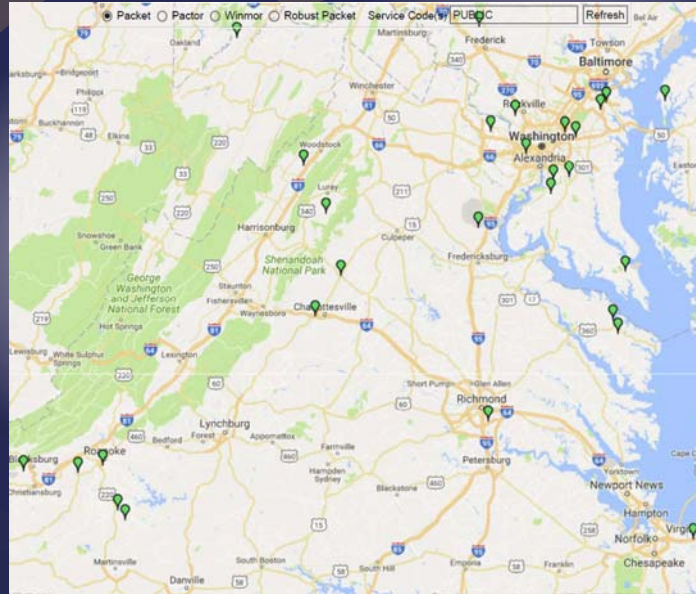 Packet Pactor Winmor Robust Packet Service Code(s) PUBLIC Refresh
Oakland
Martinsburg
Frederick
Bel Air
Towson
Baltimore
Bridgeport
Philippi
Winchester
Rockville
Buckhannon
Elkins
Washington
Woodstock
Alexandria
Luray
Snowshoe
Green Bank
Harrisonburg
Culpeper
Shenandoah
National Park
Fredericksburg
George
Washington
and Jefferson
National Forest
Staunton
Fishersville
Waynesboro
Charlottesville
Hot Springs
Lewisburg
White Sulphur
Springs
Lexington
Short Pump
Glen Allen
Richmond
Lynchburg
Roanoke
Bedford
Forest
Appomattox
Farmville
Hampden
Sydney
Petersburg
Blacksburg
Christiansburg
Blackstone
Yorktown
Newport News
Hampton
Norfolk
Chesapeake
Martinsville
Danville
South Boston
South Hill
Emporia
Franklin